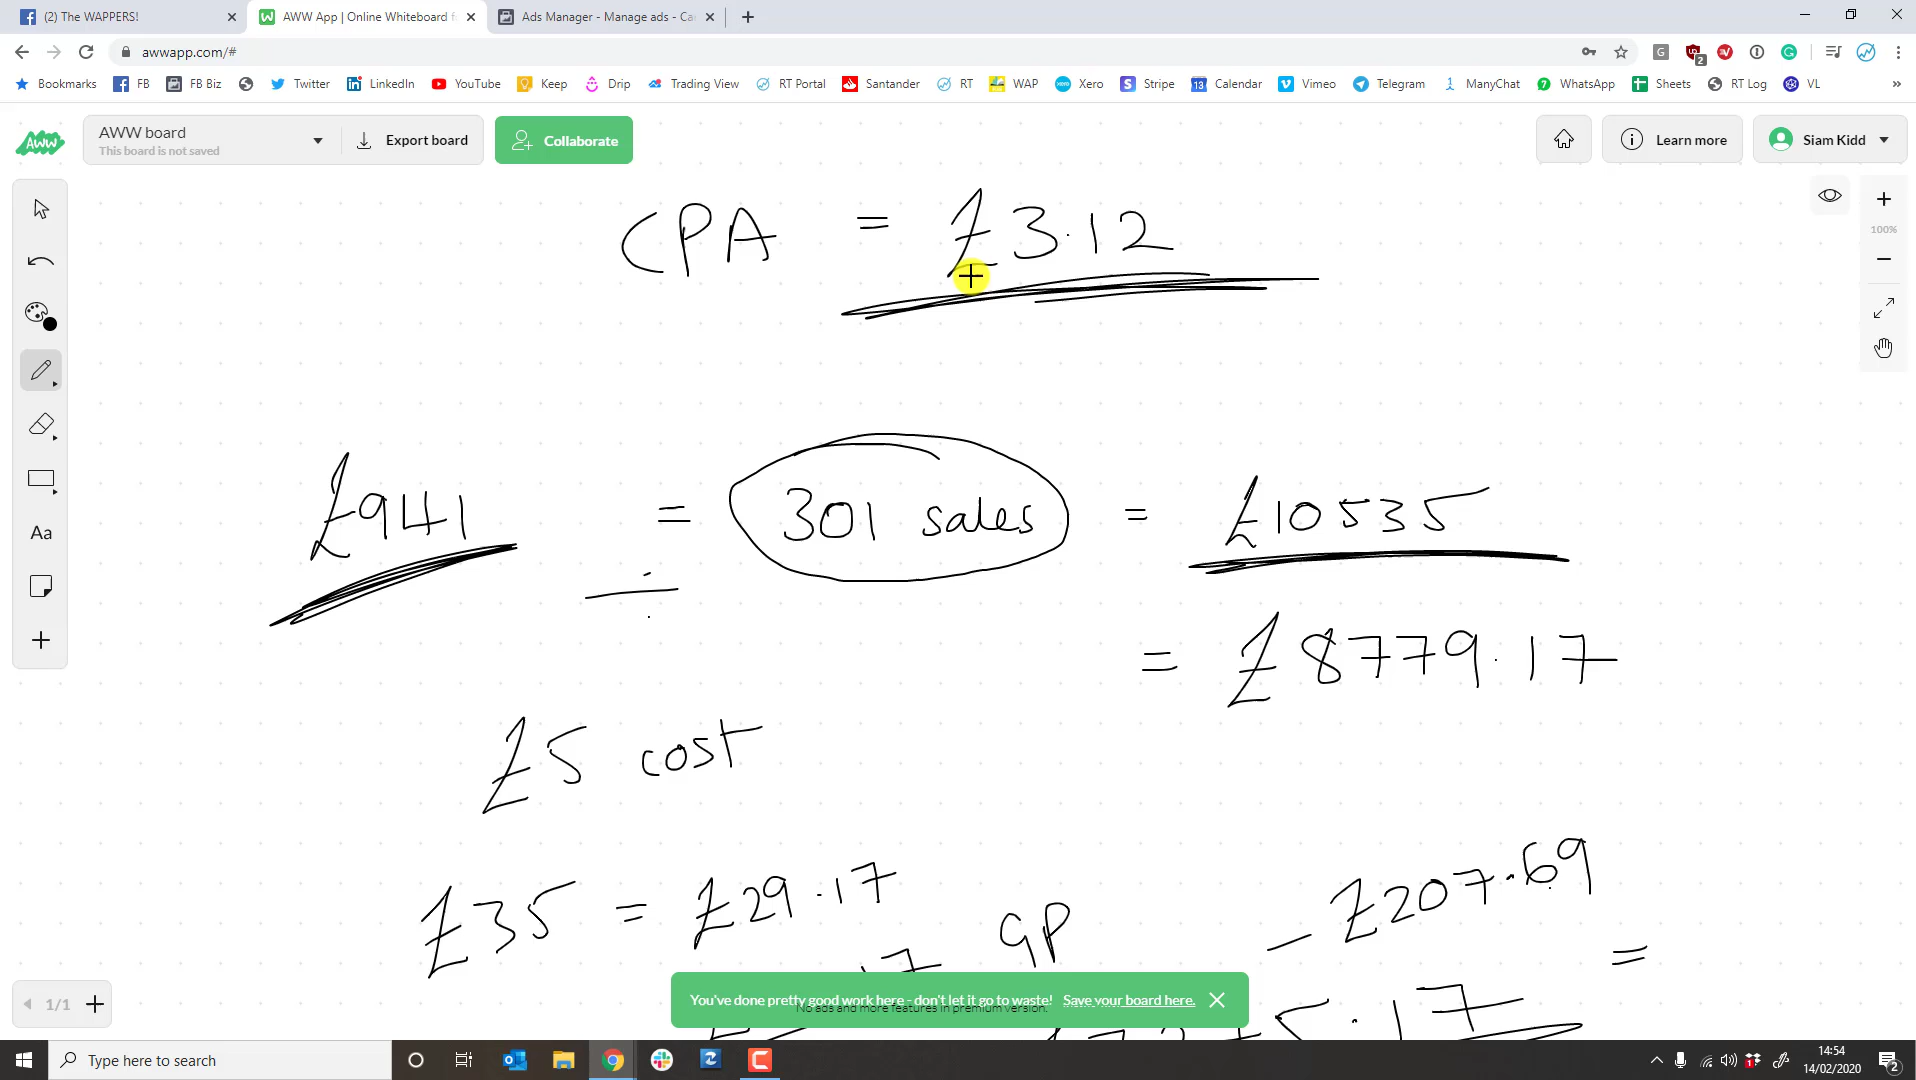 (2) The WAPPERS!
AWW App | Online Whiteboard f
Ads Manager - Manage ads - Ca
awwapp.com/#
Bookmarks FB FB Biz Twitter LinkedIn YouTube Keep Drip Trading View RT Portal Santander RT WAP Xero Stripe Calendar Vimeo Telegram ManyChat WhatsApp Sheets RT Log VL »
AWW
AWW board
This board is not saved
Export board
Collaborate
Learn more
Siam Kidd
100%
CPA = £3.12
£941 = 301 sales = £10535
÷
= £8779.17
£5 cost
£35 = £29.17
GP
- £207.69
=
Aa
1/1
You've done pretty good work here - don't let it go to waste! Save your board here.
No ads and more features in premium version.
Type here to search
14:54
14/02/2020
2